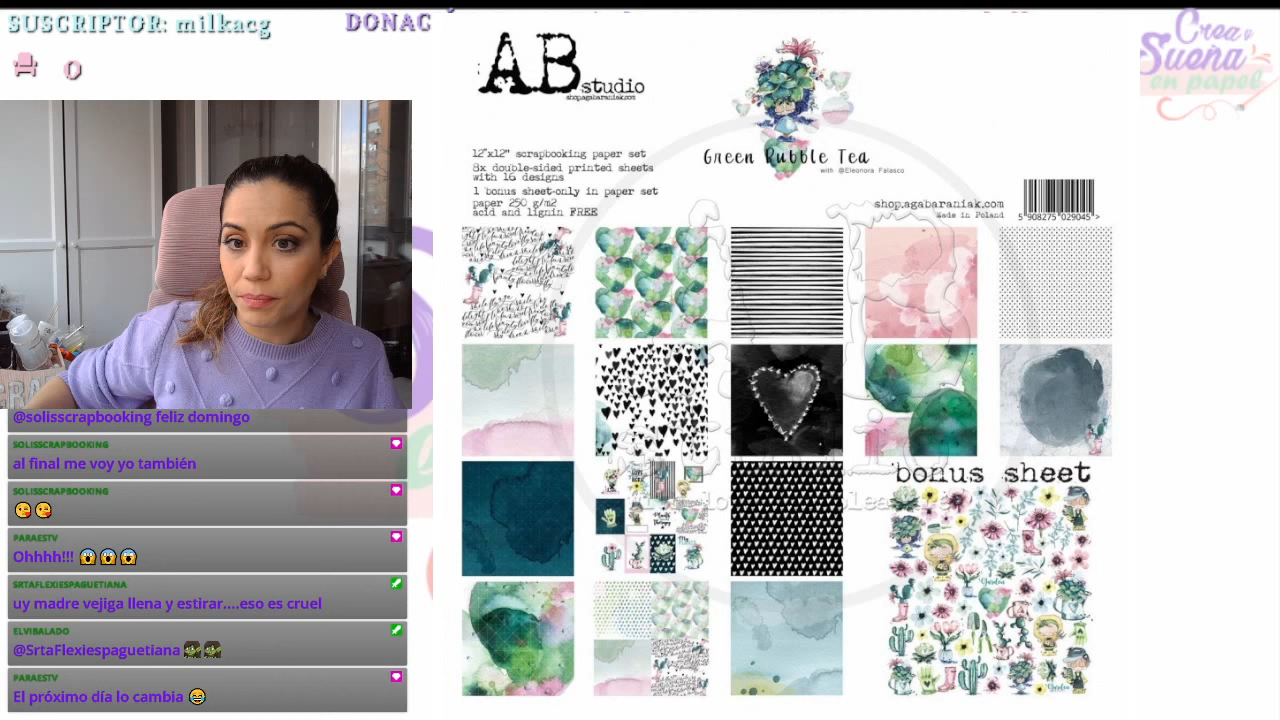 SUSCRIPTOR: milkacg
DONAC
0
Crea y
Sueña
en papel
AB
studio
shop.agabaraniak.com
12"x12" scrapbooking paper set
8x double-sided printed sheets
with 16 designs
1 bonus sheet-only in paper set
paper 250 g/m2
acid and lignin FREE
Green Bubble Tea
with @Eleonora Falasco
shop.agabaraniak.com
Made in Poland
5 908275 029045 >
bonus sheet
@solisscrapbooking feliz domingo
SOLISSCRAPBOOKING
al final me voy yo también
SOLISSCRAPBOOKING
😘😘
PARAESTV
Ohhhh!!! 😱😱😱
SRTAFLEXIESPAGUETIANA
uy madre vejiga llena y estirar....eso es cruel
ELVIBALADO
@SrtaFlexiespaguetiana
PARAESTV
El próximo día lo cambia 😂